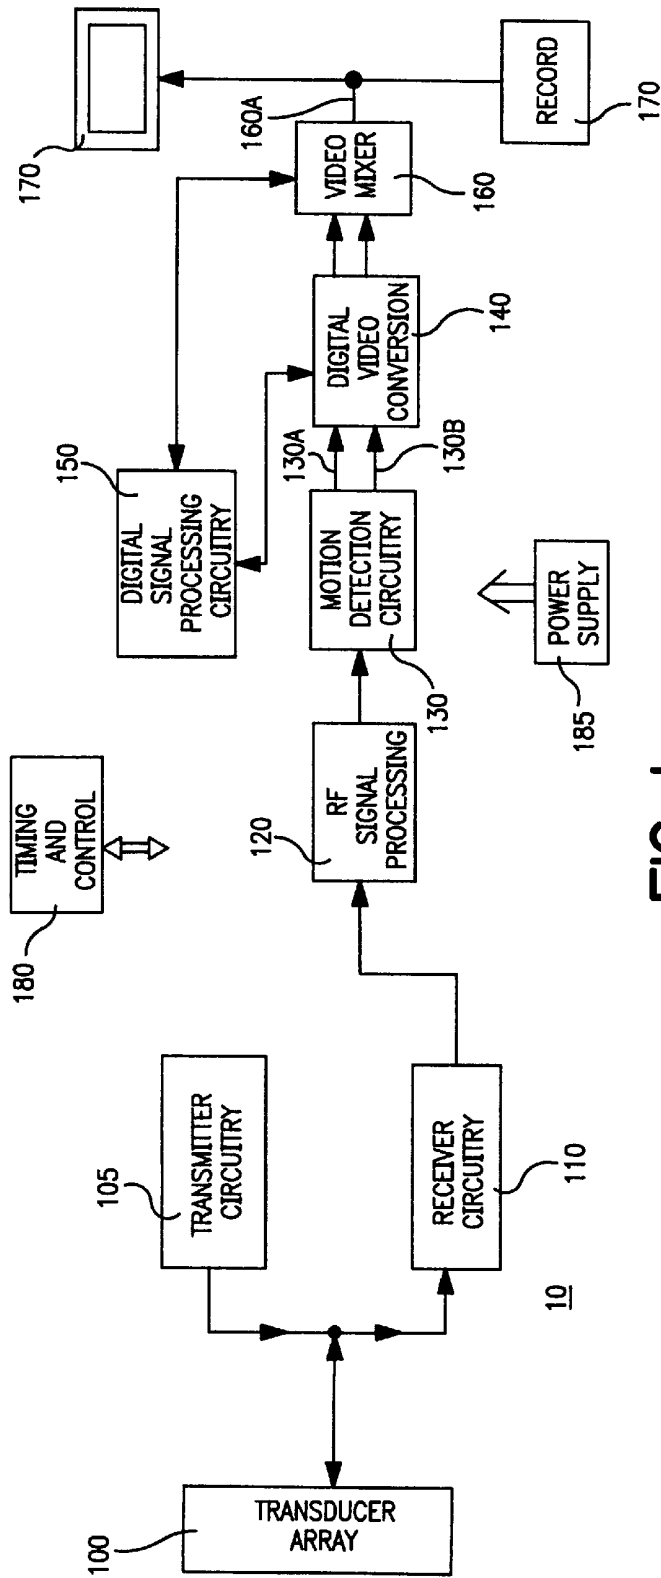 100
TRANSDUCER
ARRAY
105
TRANSMITTER
CIRCUITRY
RECEIVER
CIRCUITRY
110
10
180
TIMING
AND
CONTROL
120
RF
SIGNAL
PROCESSING
MOTION
DETECTION
CIRCUITRY
130
130A
130B
150
DIGITAL
SIGNAL
PROCESSING
CIRCUITRY
DIGITAL
VIDEO
CONVERSION
140
VIDEO
MIXER
160
160A
170
RECORD
170
POWER
SUPPLY
185